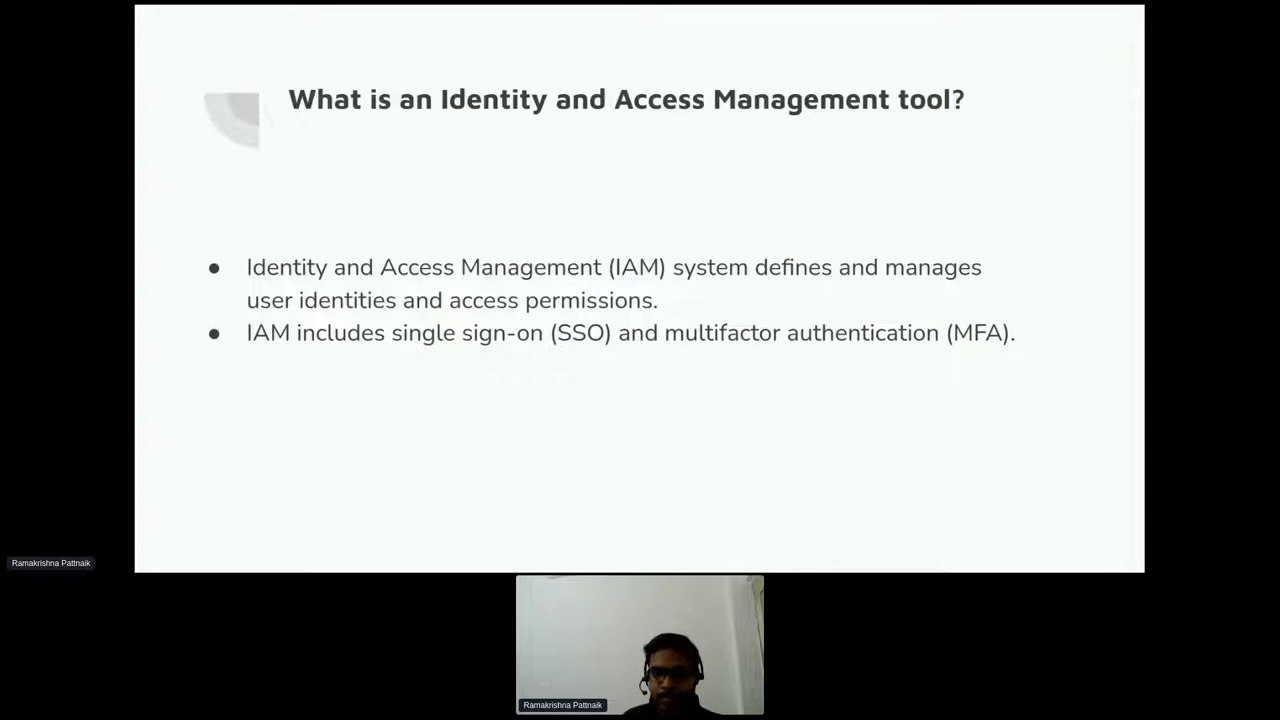 What is an Identity and Access Management tool?
● Identity and Access Management (IAM) system defines and manages
user identities and access permissions.
● IAM includes single sign-on (SSO) and multifactor authentication (MFA).
Ramakrishna Pattnaik
Ramakrishna Pattnaik